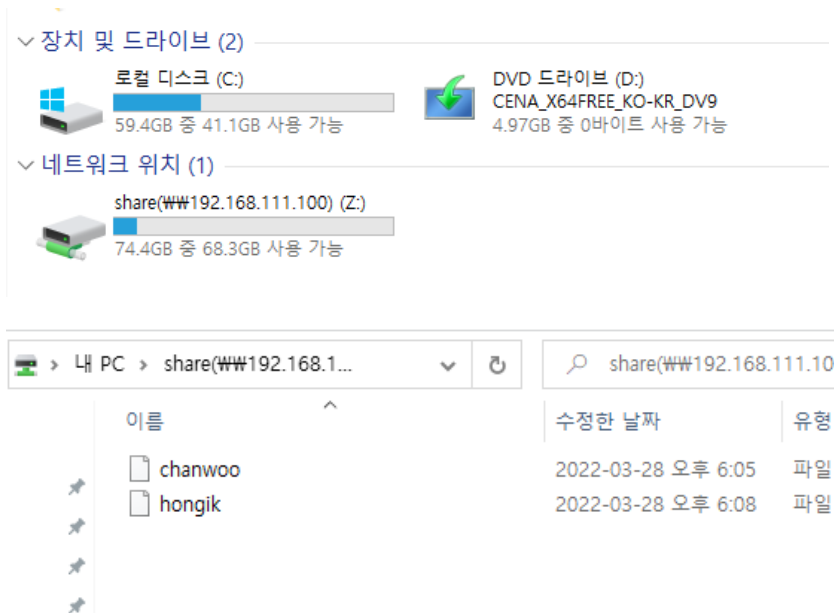 장치 및 드라이브 (2)
로컬 디스크 (C:)
59.4GB 중 41.1GB 사용 가능
DVD 드라이브 (D:)
CENA_X64FREE_KO-KR_DV9
4.97GB 중 0바이트 사용 가능
네트워크 위치 (1)
share(₩₩192.168.111.100) (Z:)
74.4GB 중 68.3GB 사용 가능
내 PC › share(₩₩192.168.1...
share(₩₩192.168.111.10
이름 수정한 날짜 유형
chanwoo 2022-03-28 오후 6:05 파일
hongik 2022-03-28 오후 6:08 파일